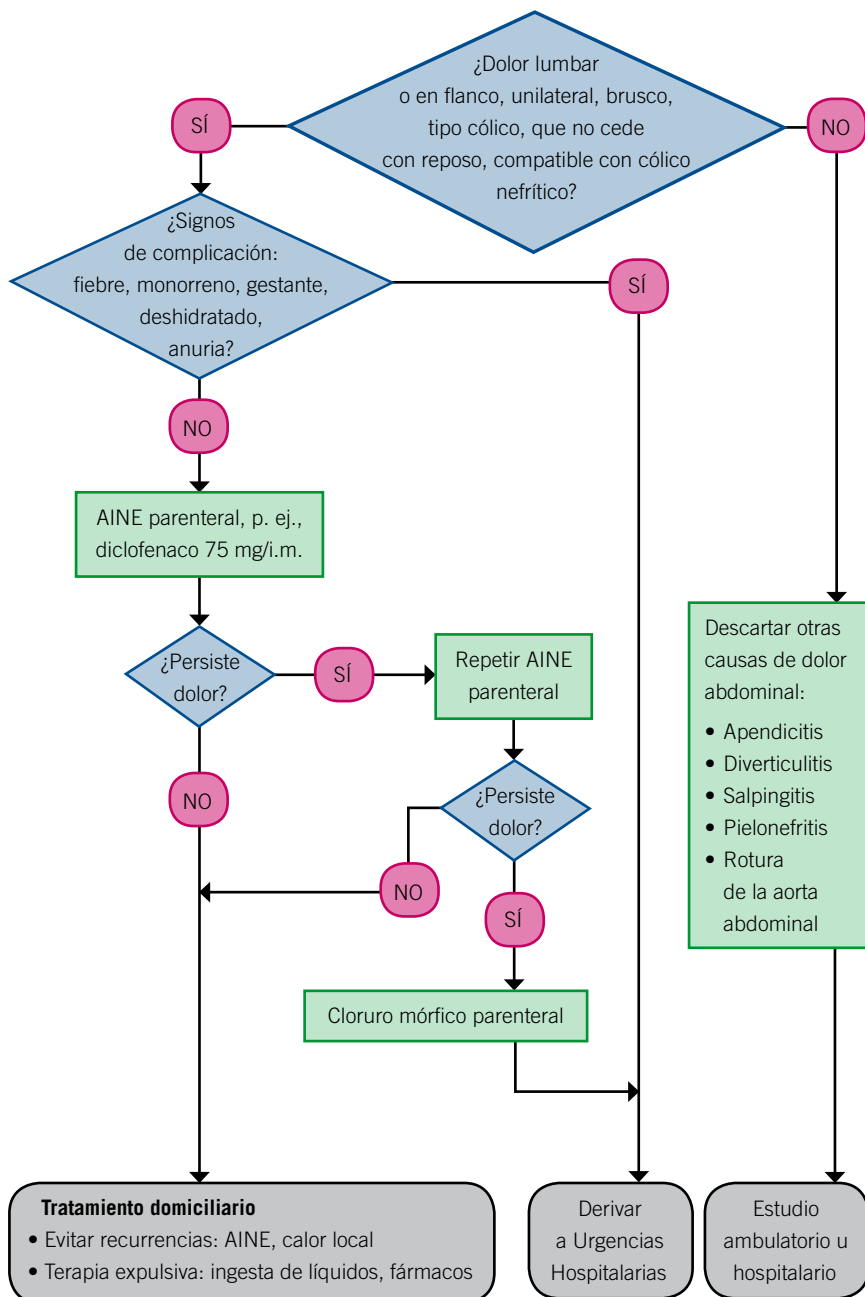 ¿Dolor lumbar
o en flanco, unilateral, brusco,
tipo cólico, que no cede
con reposo, compatible con cólico
nefrítico?
SÍ
NO
¿Signos
de complicación:
fiebre, monorreno, gestante,
deshidratado,
anuria?
SÍ
NO
AINE parenteral, p. ej.,
diclofenaco 75 mg/i.m.
¿Persiste
dolor?
SÍ
Repetir AINE
parenteral
NO
¿Persiste
dolor?
NO
SÍ
Cloruro mórfico parenteral
Descartar otras
causas de dolor
abdominal:
• Apendicitis
• Diverticulitis
• Salpingitis
• Pielonefritis
• Rotura
de la aorta
abdominal
Tratamiento domiciliario
• Evitar recurrencias: AINE, calor local
• Terapia expulsiva: ingesta de líquidos, fármacos
Derivar
a Urgencias
Hospitalarias
Estudio
ambulatorio u
hospitalario